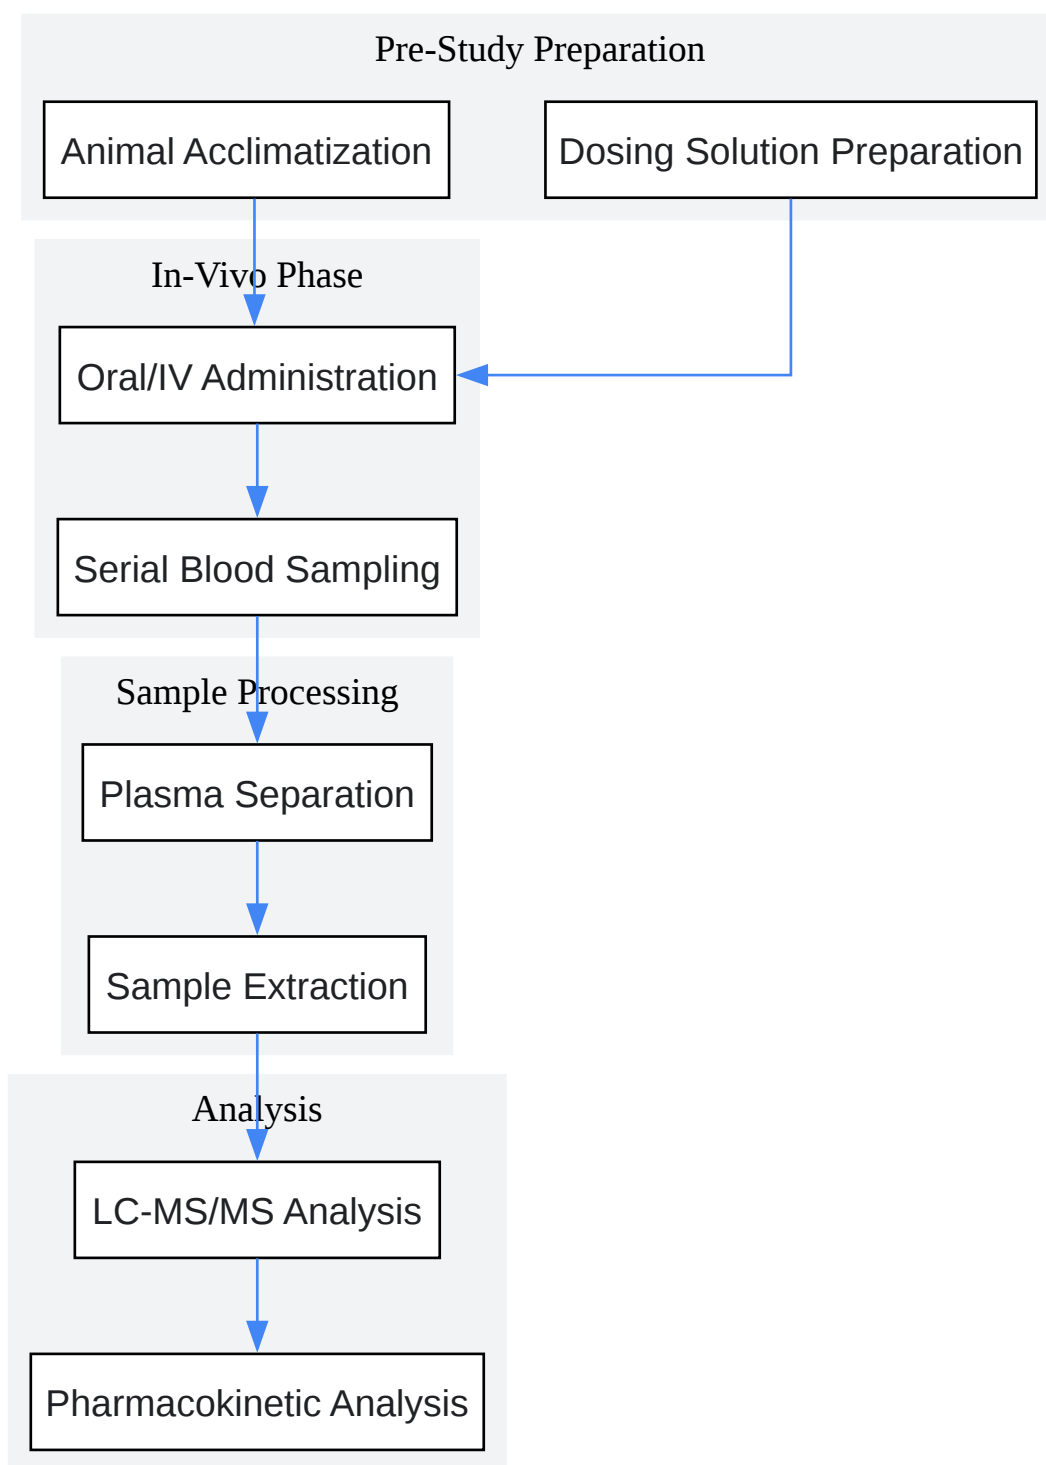 Pre-Study Preparation
Animal Acclimatization
Dosing Solution Preparation
In-Vivo Phase
Oral/IV Administration
Serial Blood Sampling
Sample Processing
Plasma Separation
Sample Extraction
Analysis
LC-MS/MS Analysis
Pharmacokinetic Analysis